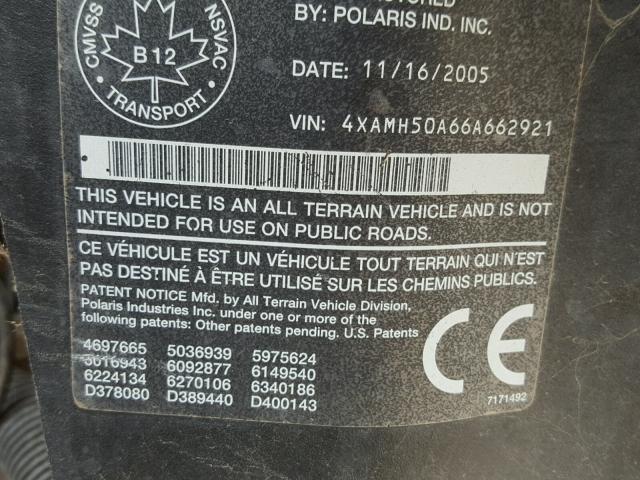 BY: POLARIS IND. INC.
CMVSS
NSVAC
B 12
TRANSPORT
DATE: 11/16/2005
VIN: 4XAMH50A66A662921
THIS VEHICLE IS AN ALL TERRAIN VEHICLE AND IS NOT
INTENDED FOR USE ON PUBLIC ROADS.
CE VÉHICULE EST UN VÉHICULE TOUT TERRAIN QUI N'EST
PAS DESTINÉ À ÊTRE UTILISÉ SUR LES CHEMINS PUBLICS.
PATENT NOTICE Mfd. by All Terrain Vehicle Division,
Polaris Industries Inc. under one or more of the
following patents: Other patents pending. U.S. Patents
4697665 5036939 5975624
5016943 6092877 6149540
6224134 6270106 6340186
D378080 D389440 D400143
CE
7171492